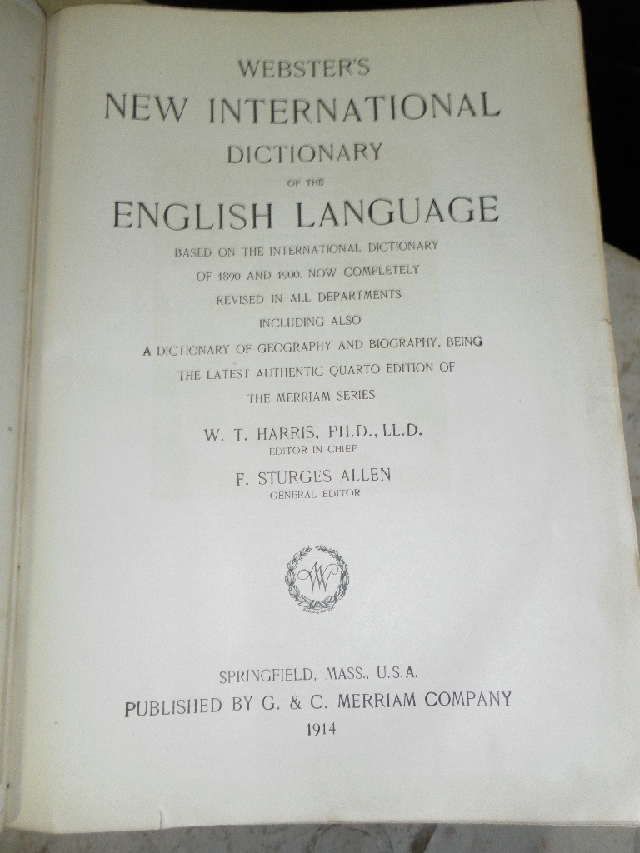 WEBSTER'S
NEW INTERNATIONAL
DICTIONARY
OF THE
ENGLISH LANGUAGE
BASED ON THE INTERNATIONAL DICTIONARY
OF 1890 AND 1900. NOW COMPLETELY
REVISED IN ALL DEPARTMENTS
INCLUDING ALSO
A DICTIONARY OF GEOGRAPHY AND BIOGRAPHY, BEING
THE LATEST AUTHENTIC QUARTO EDITION OF
THE MERRIAM SERIES
W. T. HARRIS, PH.D., LL.D.
EDITOR IN CHIEF
F. STURGES ALLEN
GENERAL EDITOR
W
SPRINGFIELD, MASS., U.S.A.
PUBLISHED BY G. & C. MERRIAM COMPANY
1914